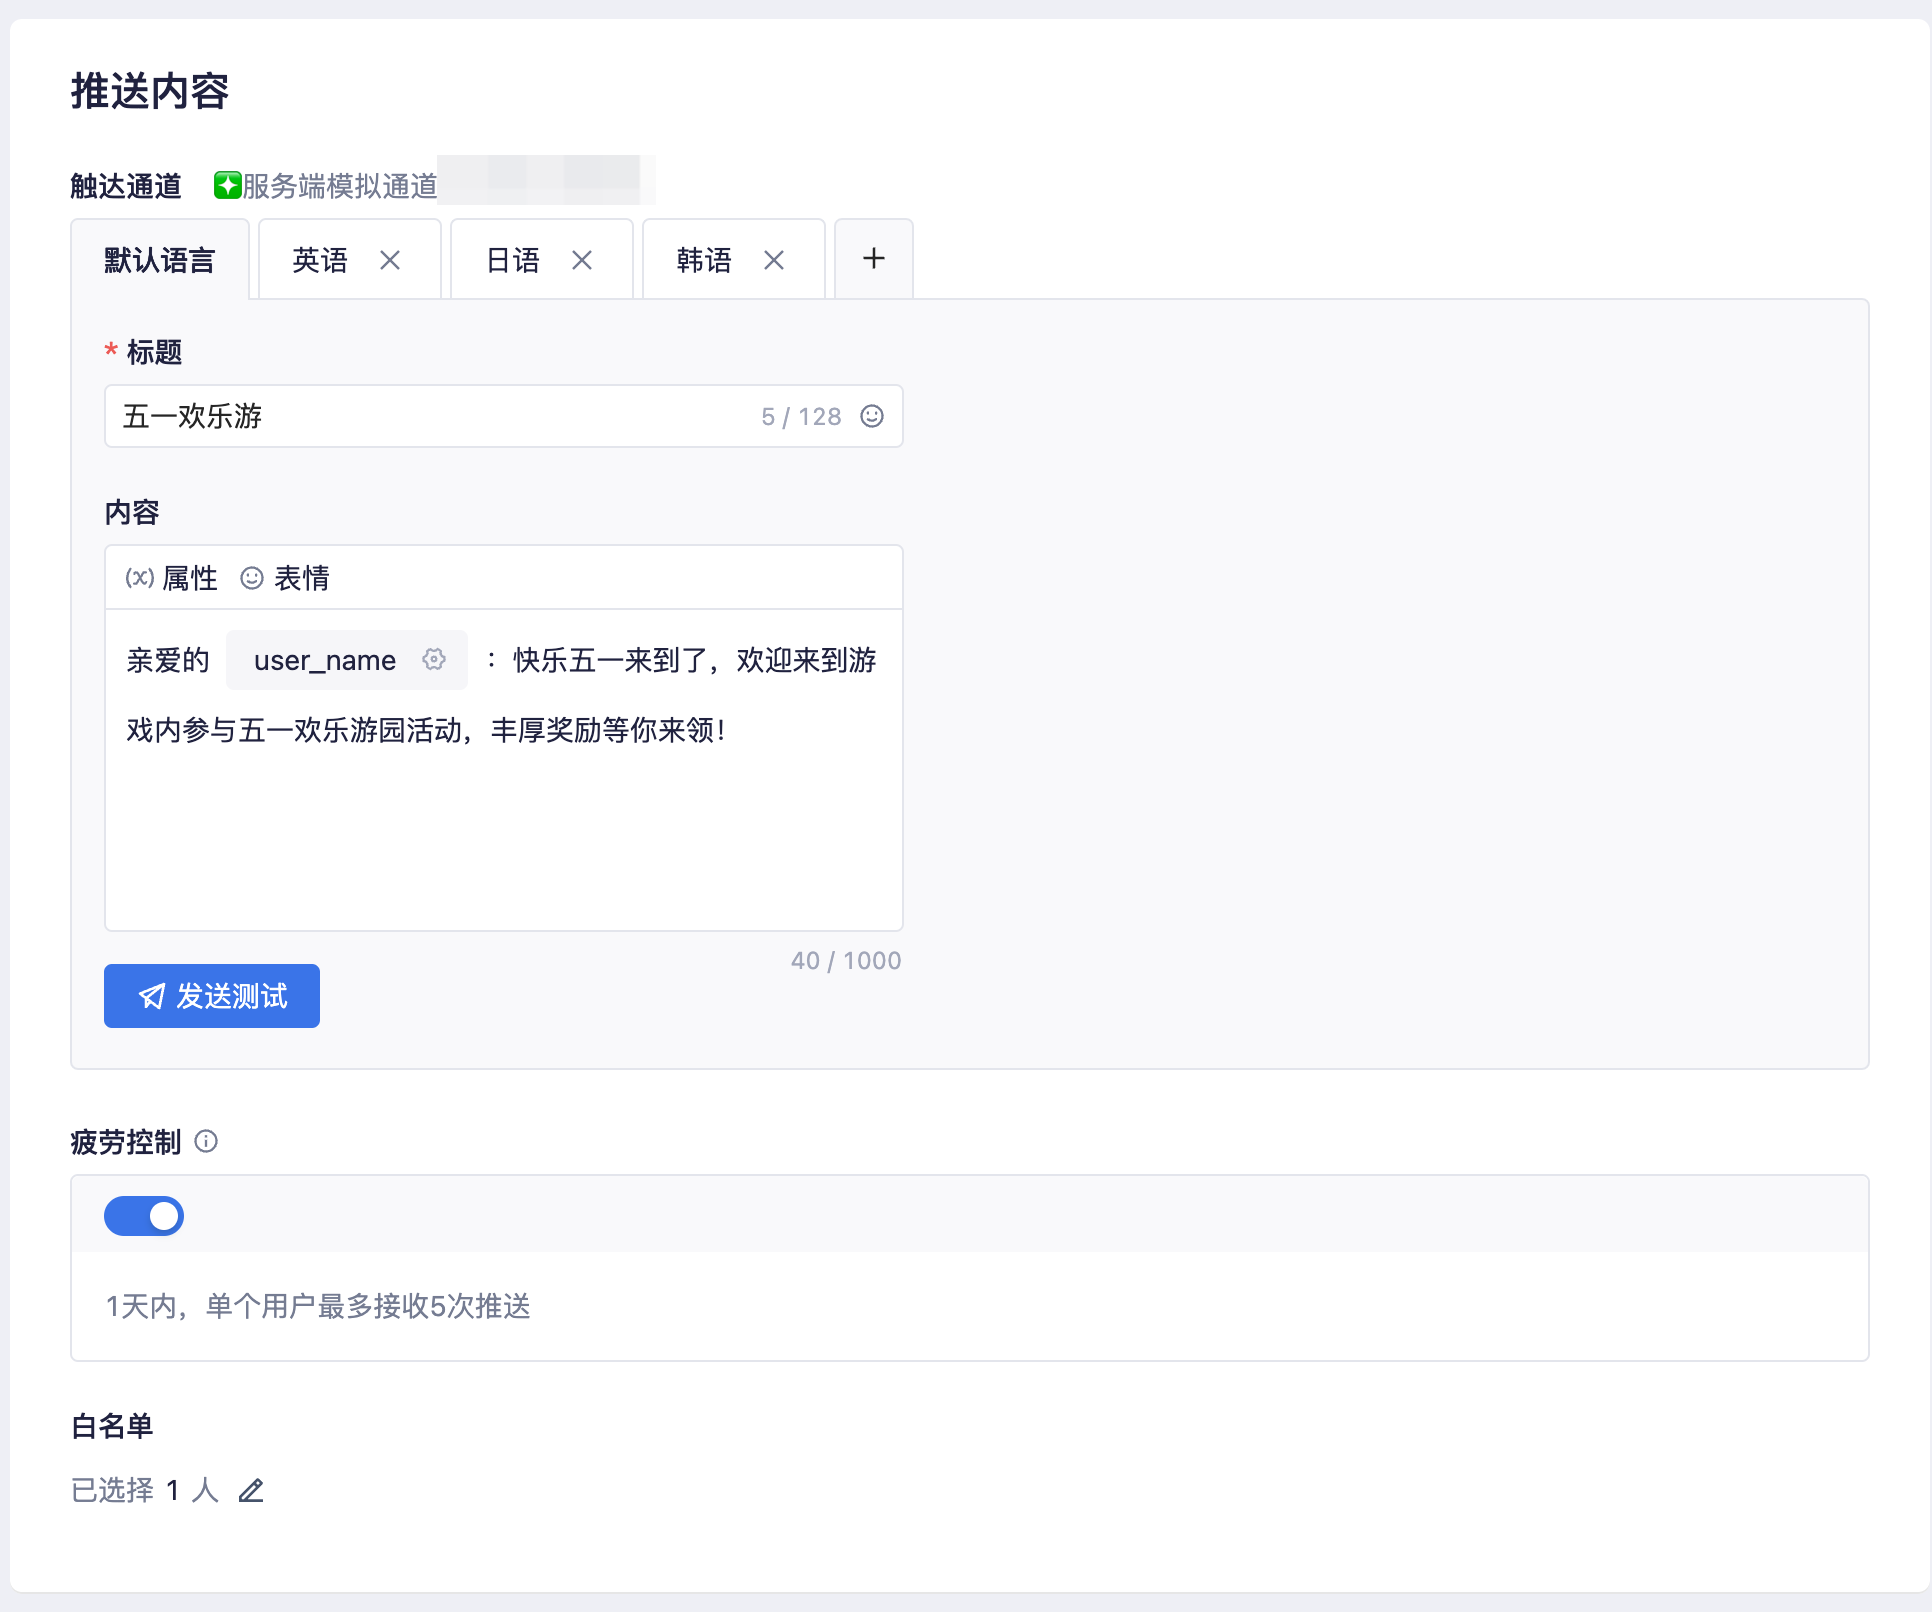 推送内容
触达通道 服务端模拟通道
默认语言 英语 日语 韩语
* 标题
五一欢乐游 5 / 128
内容
(x) 属性 表情
亲爱的 user_name ：快乐五一来到了，欢迎来到游
戏内参与五一欢乐游园活动，丰厚奖励等你来领！
40 / 1000
发送测试
疲劳控制
1天内，单个用户最多接收5次推送
白名单
已选择 1 人